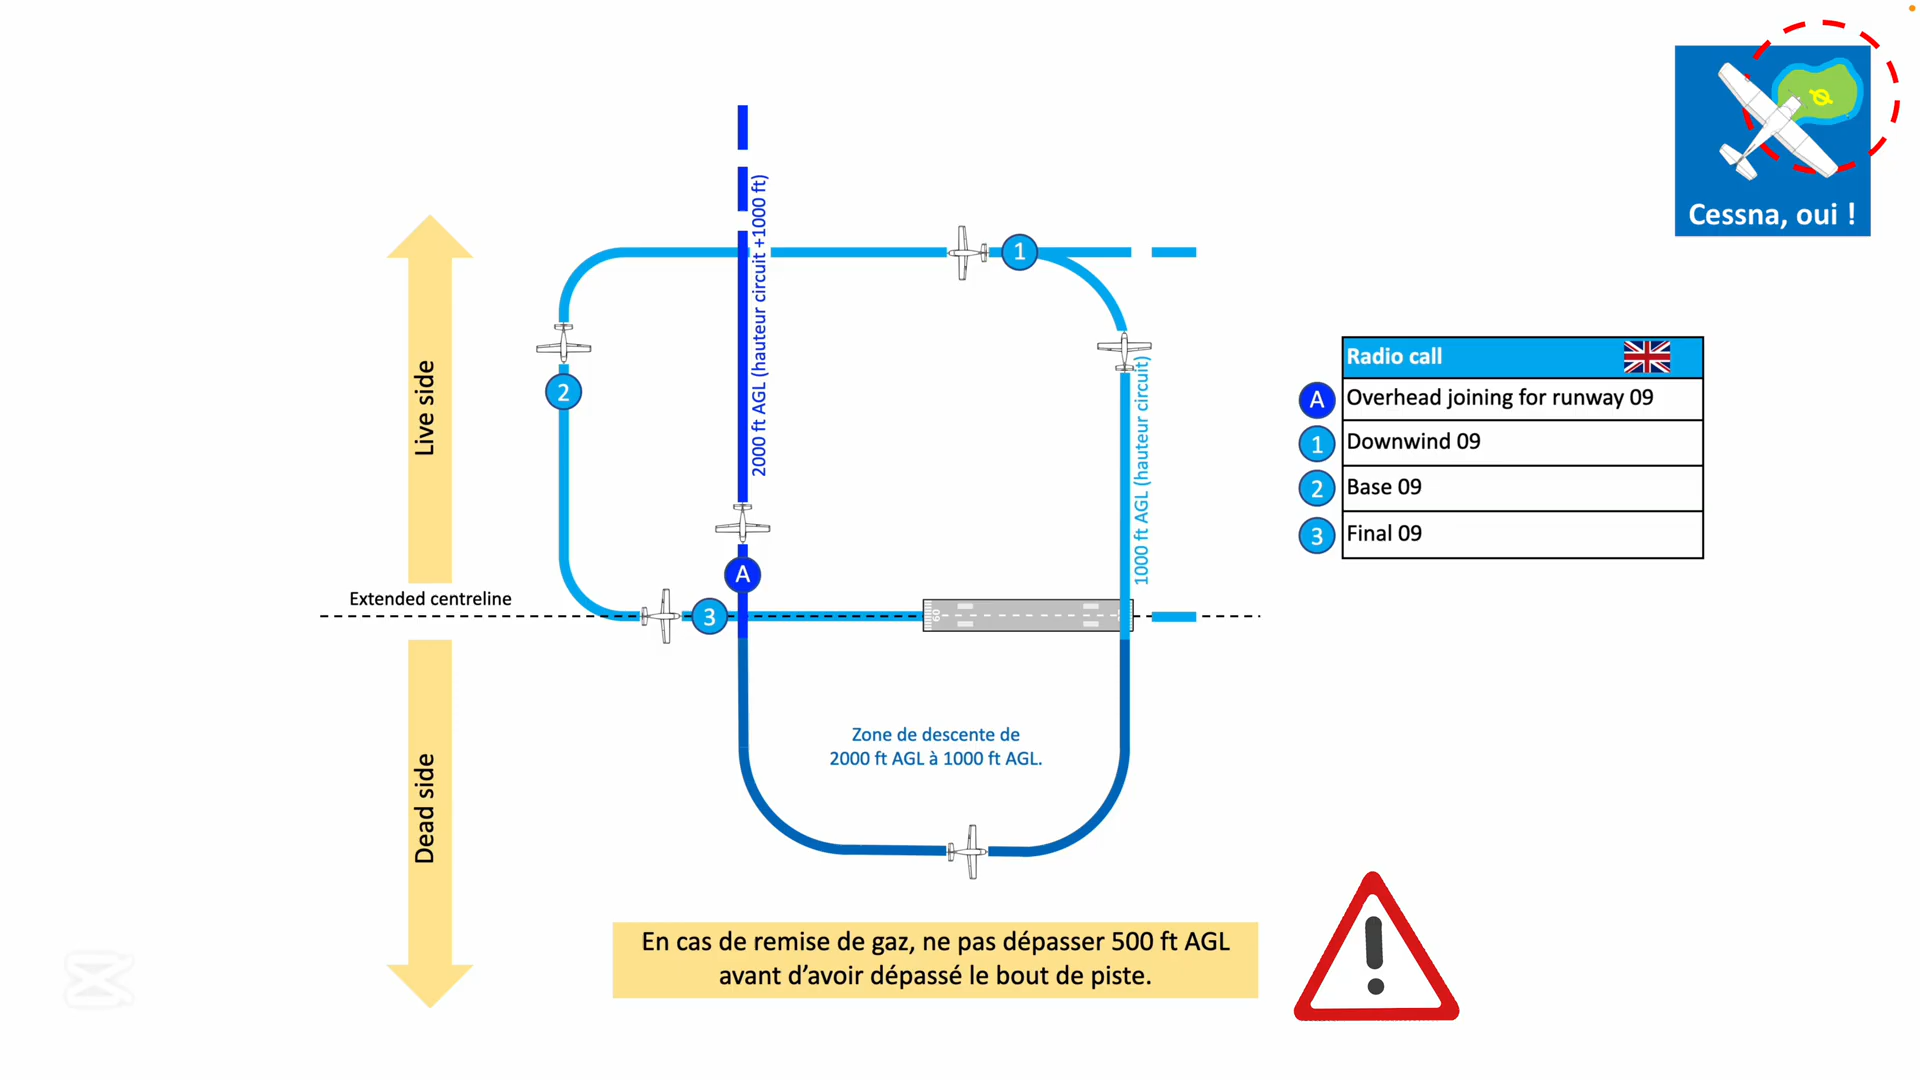 Cessna, oui !
2000 ft AGL (hauteur circuit +1000 ft)
1
2
Live side
1000 ft AGL (hauteur circuit)
Radio call
A Overhead joining for runway 09
1 Downwind 09
2 Base 09
3 Final 09
A
Extended centreline
3
09
Dead side
Zone de descente de
2000 ft AGL à 1000 ft AGL.
En cas de remise de gaz, ne pas dépasser 500 ft AGL
avant d’avoir dépassé le bout de piste.